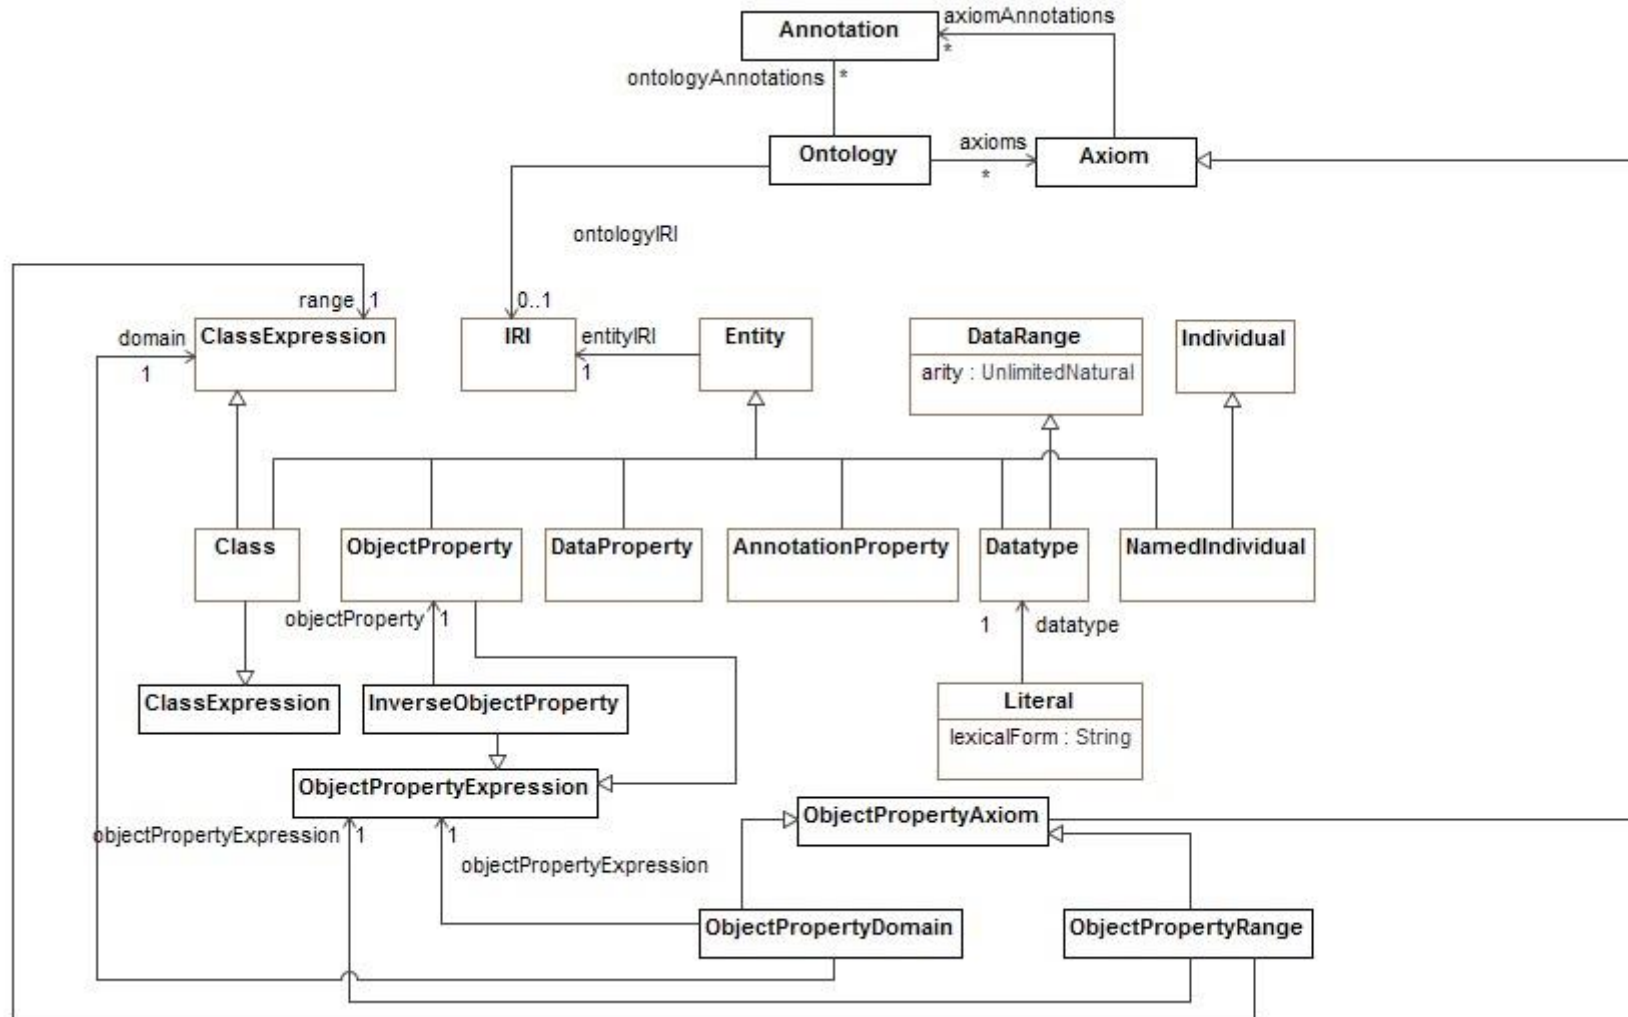 Annotation
axiomAnnotations
*
ontologyAnnotations
*
Ontology
axioms
*
Axiom
ontologyIRI
range 1
0..1
domain
1
ClassExpression
IRI
entityIRI
1
Entity
DataRange
arity : UnlimitedNatural
Individual
Class
ObjectProperty
DataProperty
AnnotationProperty
Datatype
NamedIndividual
objectProperty 1
1 datatype
ClassExpression
InverseObjectProperty
Literal
lexicalForm : String
ObjectPropertyExpression
ObjectPropertyAxiom
objectPropertyExpression 1
1
objectPropertyExpression
ObjectPropertyDomain
ObjectPropertyRange